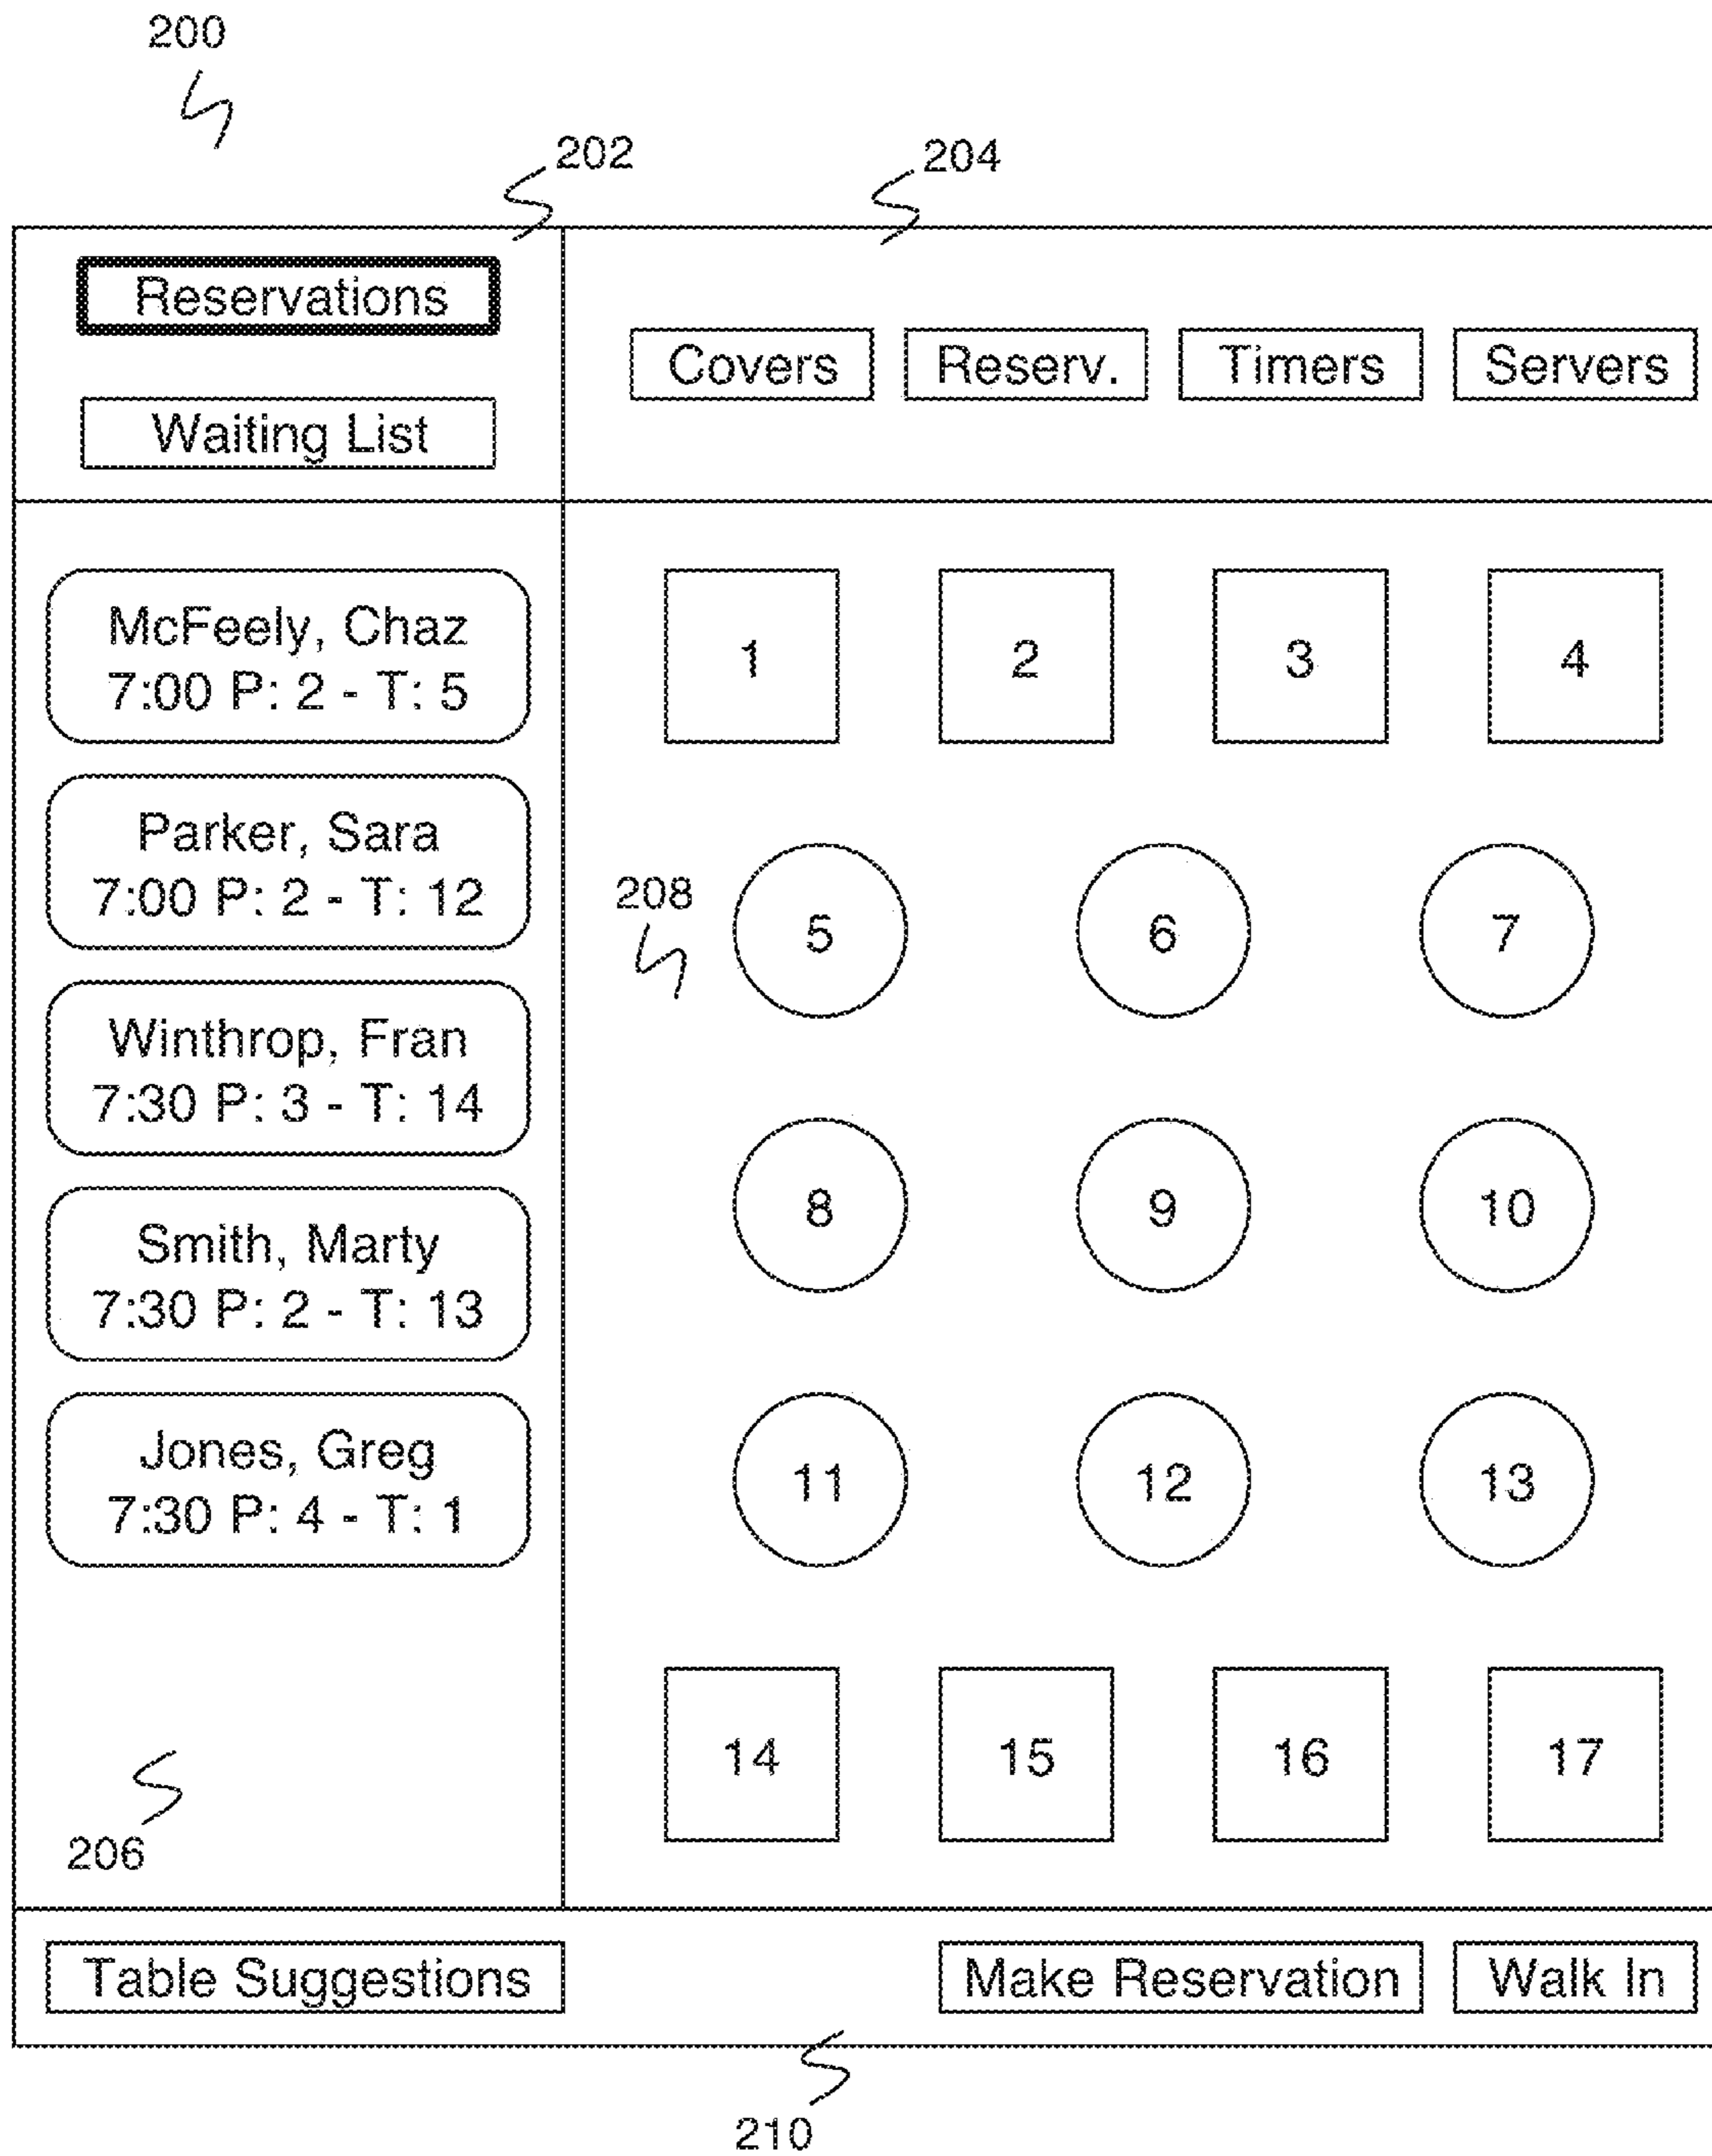 200
202
204
Reservations
Waiting List
Covers Reserv. Timers Servers
McFeely, Chaz
7:00 P: 2 - T: 5
Parker, Sara
7:00 P: 2 - T: 12
Winthrop, Fran
7:30 P: 3 - T: 14
Smith, Marty
7:30 P: 2 - T: 13
Jones, Greg
7:30 P: 4 - T: 1
206
1 2 3 4
208
5 6 7
8 9 10
11 12 13
14 15 16 17
Table Suggestions Make Reservation Walk In
210